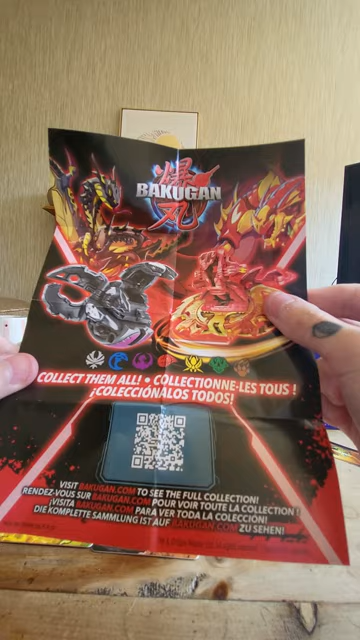 爆
BAKUGAN
丸
COLLECT THEM ALL! • COLLECTIONNE-LES TOUS !
¡COLECCIÓNALOS TODOS!
VISIT BAKUGAN.COM TO SEE THE FULL COLLECTION!
RENDEZ-VOUS SUR BAKUGAN.COM POUR VOIR TOUTE LA COLLECTION !
¡VISITA BAKUGAN.COM PARA VER TODA LA COLECCIÓN!
DIE KOMPLETTE SAMMLUNG IST AUF BAKUGAN.COM ZU SEHEN!